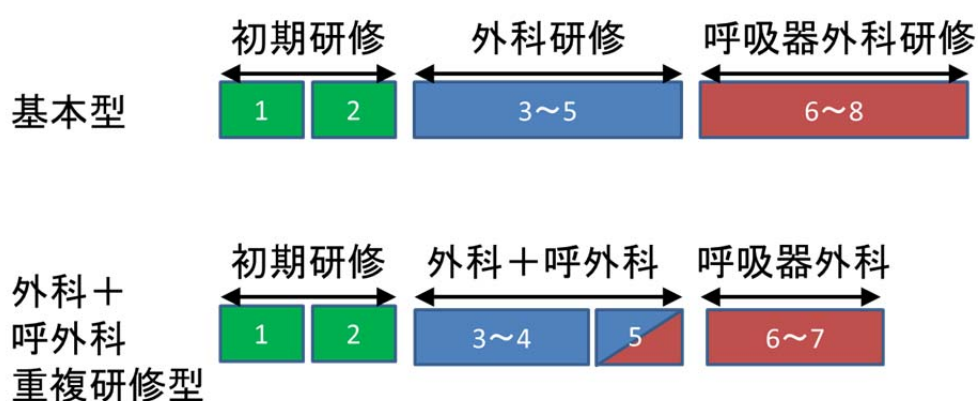 初期研修 外科研修 呼吸器外科研修
基本型 1 2 3～5 6～8
初期研修 外科＋呼外科 呼吸器外科
外科＋
呼外科
重複研修型
1 2 3～4 5 6～7